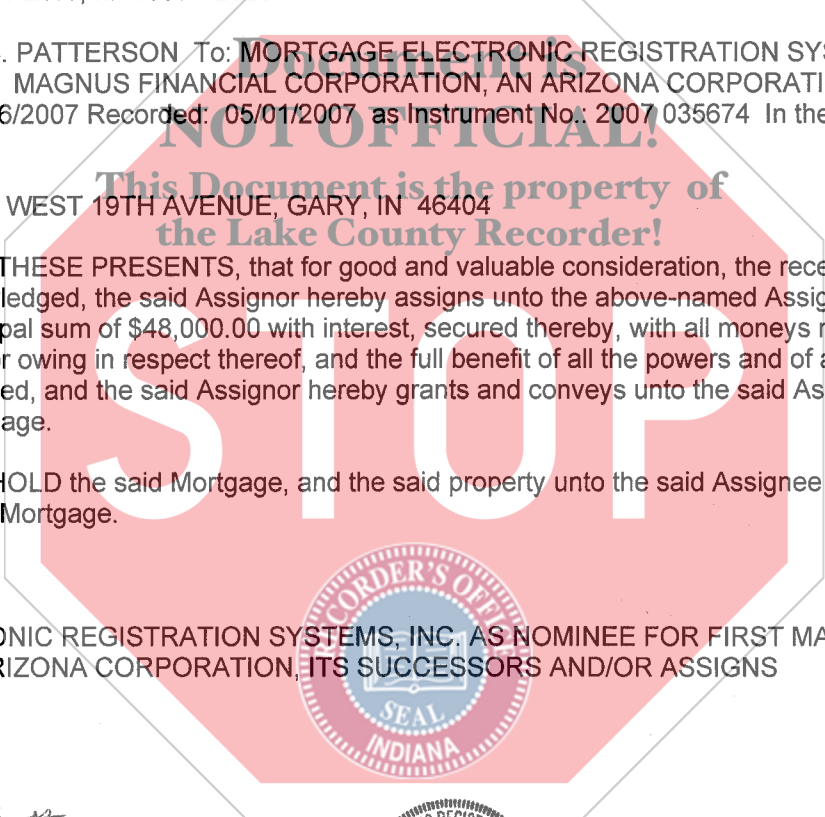 . PATTERSON To: MORTGAGE ELECTRONIC REGISTRATION SYS
Document is
MAGNUS FINANCIAL CORPORATION, AN ARIZONA CORPORATI
6/2007 Recorded: 05/01/2007 as Instrument No.: 2007 035674 In the
NOT OFFICIAL!
This Document is the property of
WEST 19TH AVENUE, GARY, IN 46404
the Lake County Recorder!
THESE PRESENTS, that for good and valuable consideration, the rece
ledged, the said Assignor hereby assigns unto the above-named Assig
pal sum of $48,000.00 with interest, secured thereby, with all moneys
r owing in respect thereof, and the full benefit of all the powers and of a
ed, and the said Assignor hereby grants and conveys unto the said As
age.
STOP
HOLD the said Mortgage, and the said property unto the said Assignee
Mortgage.
RECORDER'S OFFICE
ONIC REGISTRATION SYSTEMS, INC. AS NOMINEE FOR FIRST MA
RIZONA CORPORATION, ITS SUCCESSORS AND/OR ASSIGNS
SEAL
INDIANA